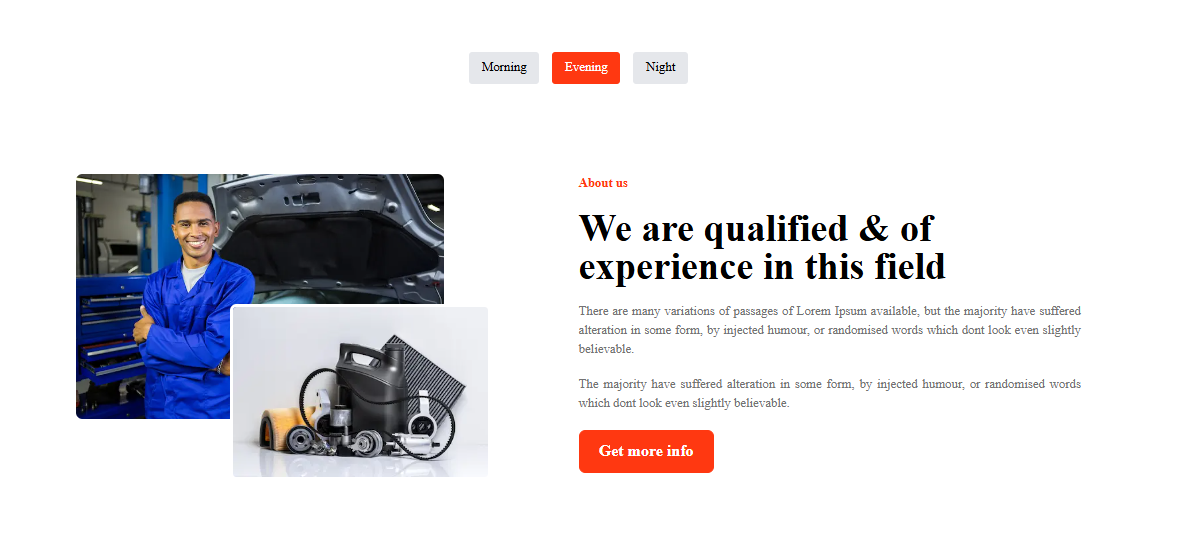 Morning Evening Night
About us
We are qualified & of
experience in this field
There are many variations of passages of Lorem Ipsum available, but the majority have suffered
alteration in some form, by injected humour, or randomised words which dont look even slightly
believable.
The majority have suffered alteration in some form, by injected humour, or randomised words
which dont look even slightly believable.
Get more info